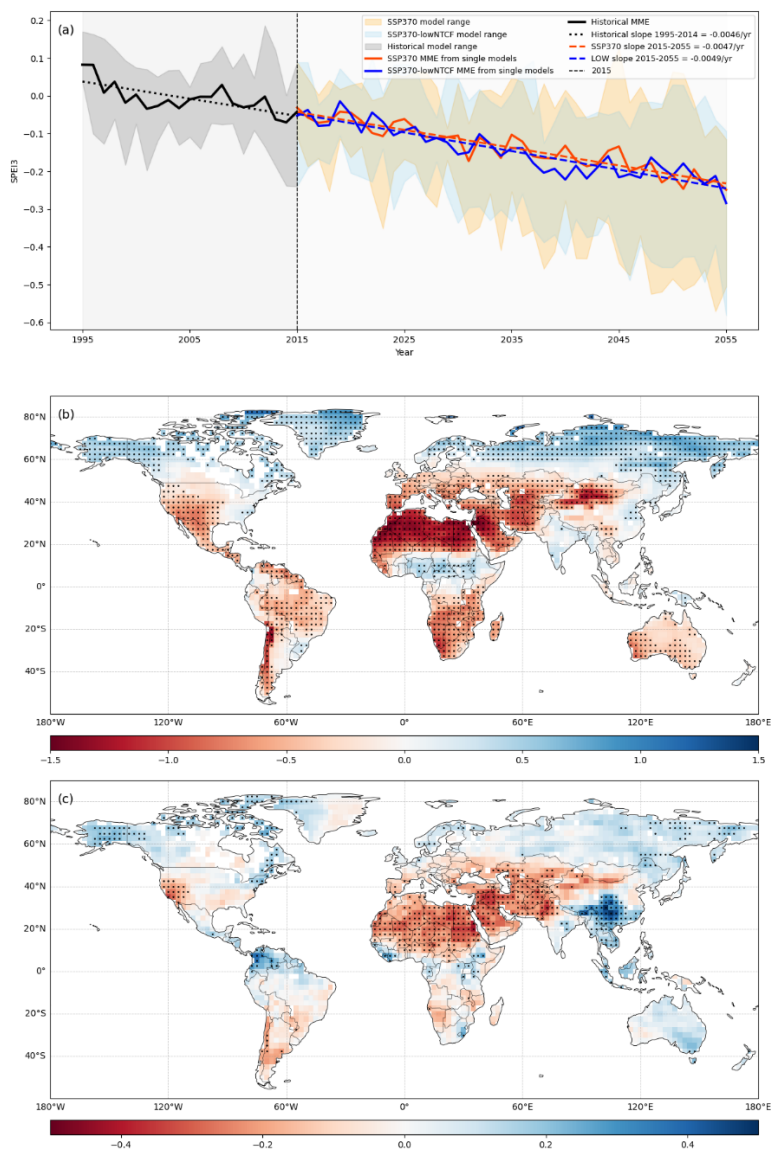 (a)
SSP370 model range
SSP370-lowNTCF model range
Historical model range
SSP370 MME from single models
SSP370-lowNTCF MME from single models
Historical MME
Historical slope 1995-2014 = -0.0046/yr
SSP370 slope 2015-2055 = -0.0047/yr
LOW slope 2015-2055 = -0.0049/yr
2015
0.2
0.1
0.0
−0.1
−0.2
−0.3
−0.4
−0.5
−0.6
SPEI3
1995 2005 2015 2025 2035 2045 2055
Year
(b)
80°N
60°N
40°N
20°N
0°
20°S
40°S
180°W 120°W 60°W 0° 60°E 120°E 180°E
−1.5 −1.0 −0.5 0.0 0.5 1.0 1.5
(c)
80°N
60°N
40°N
20°N
0°
20°S
40°S
180°W 120°W 60°W 0° 60°E 120°E 180°E
−0.4 −0.2 0.0 0.2 0.4